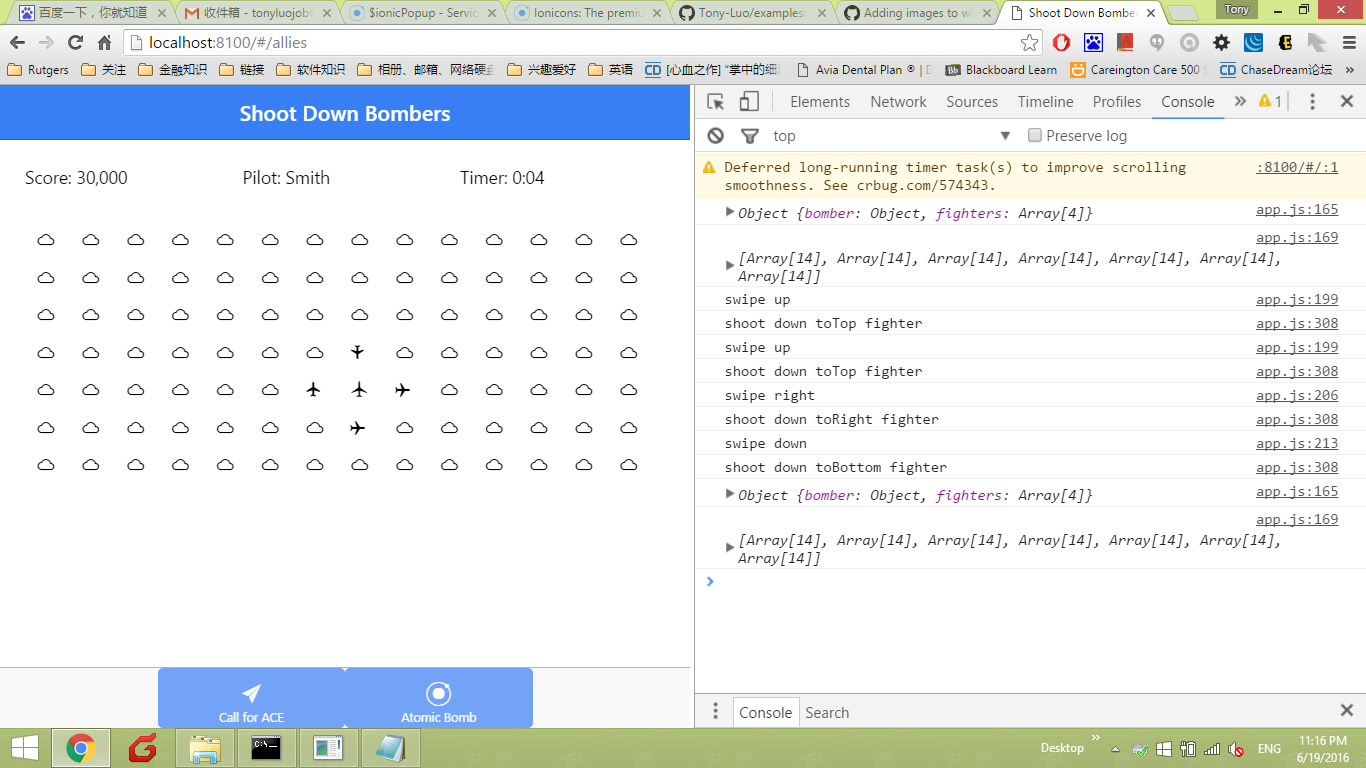 百度一下，你就知道
收件箱 - tonyluojob@
$ionicPopup - Servic
Ionicons: The premiu
Tony-Luo/examples:
Adding images to wi
Shoot Down Bombe
Tony
localhost:8100/#/allies
Rutgers
关注
金融知识
链接
软件知识
相册、邮箱、网络硬盘
兴趣爱好
英语
CD [心血之作] “掌中的细
Avia Dental Plan ® | D
Bb Blackboard Learn
Careington Care 500 S
CD ChaseDream论坛
»
Shoot Down Bombers
Score: 30,000
Pilot: Smith
Timer: 0:04
Call for ACE
Atomic Bomb
Elements
Network
Sources
Timeline
Profiles
Console
»
1
top
Preserve log
Deferred long-running timer task(s) to improve scrolling :8100/#/:1
smoothness. See crbug.com/574343.
Object {bomber: Object, fighters: Array[4]} app.js:165
app.js:169
[Array[14], Array[14], Array[14], Array[14], Array[14], Array[14],
Array[14]]
swipe up app.js:199
shoot down toTop fighter app.js:308
swipe up app.js:199
shoot down toTop fighter app.js:308
swipe right app.js:206
shoot down toRight fighter app.js:308
swipe down app.js:213
shoot down toBottom fighter app.js:308
Object {bomber: Object, fighters: Array[4]} app.js:165
app.js:169
[Array[14], Array[14], Array[14], Array[14], Array[14], Array[14],
Array[14]]
Console
Search
Desktop
»
ENG
11:16 PM
6/19/2016